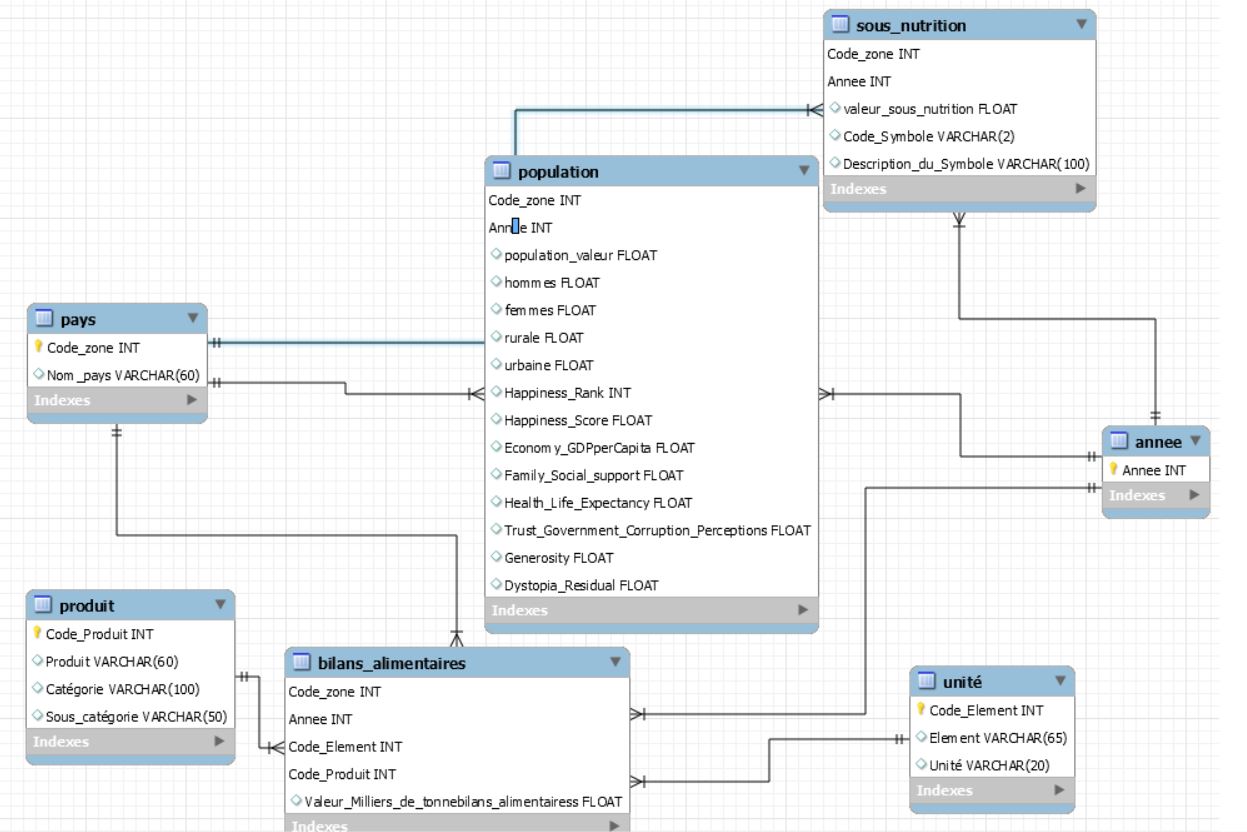 sous_nutrition
Code_zone INT
Annee INT
valeur_sous_nutrition FLOAT
Code_Symbole VARCHAR(2)
Description_du_Symbole VARCHAR(100)
Indexes
population
Code_zone INT
Annee INT
population_valeur FLOAT
hommes FLOAT
femmes FLOAT
rurale FLOAT
urbaine FLOAT
Happiness_Rank INT
Happiness_Score FLOAT
Economy_GDPperCapita FLOAT
Family_Social_support FLOAT
Health_Life_Expectancy FLOAT
Trust_Government_Corruption_Perceptions FLOAT
Generosity FLOAT
Dystopia_Residual FLOAT
Indexes
pays
Code_zone INT
Nom_pays VARCHAR(60)
Indexes
annee
Annee INT
Indexes
produit
Code_Produit INT
Produit VARCHAR(60)
Catégorie VARCHAR(100)
Sous_catégorie VARCHAR(50)
Indexes
bilans_alimentaires
Code_zone INT
Annee INT
Code_Element INT
Code_Produit INT
Valeur_Milliers_de_tonnebilans_alimentairess FLOAT
Indexes
unité
Code_Element INT
Element VARCHAR(65)
Unité VARCHAR(20)
Indexes